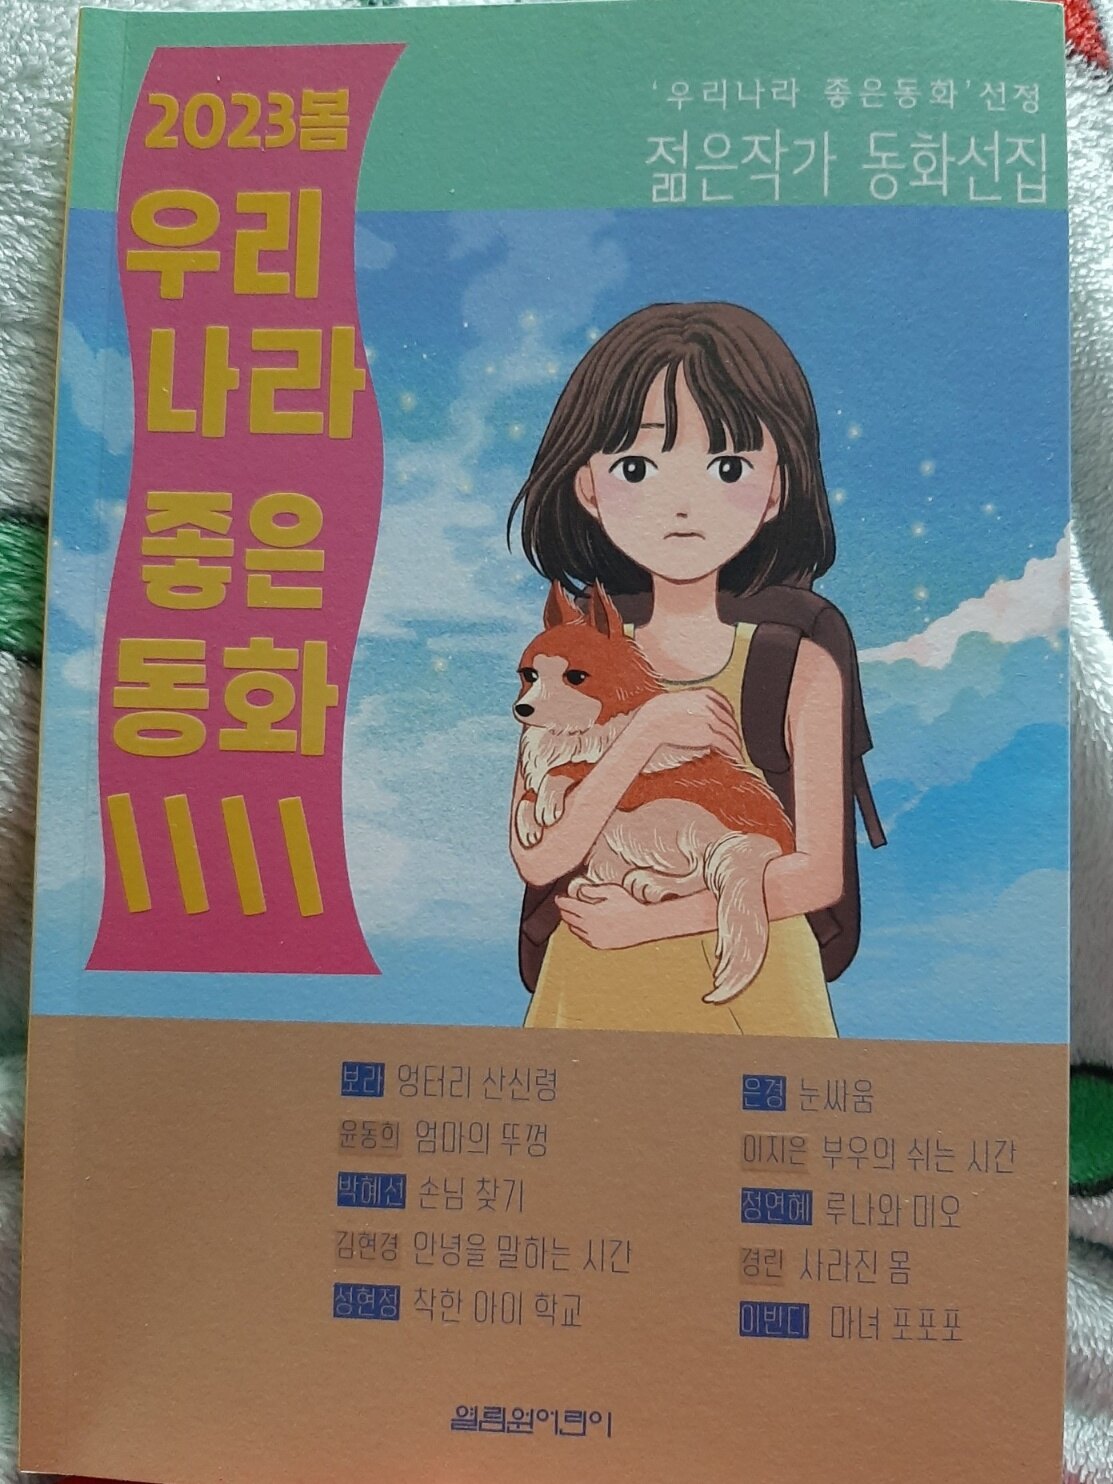 2023봄
우리
나라
좋은
동화
'우리나라 좋은동화'선정
젊은작가 동화선집
보라 엉터리 산신령
윤동희 엄마의 뚜껑
박혜선 손님 찾기
김현경 안녕을 말하는 시간
성현정 착한 아이 학교
은경 눈싸움
이지은 부우의 쉬는 시간
정연혜 루나와 미오
경린 사라진 몸
이빈디 마녀 포포포
열림원어린이